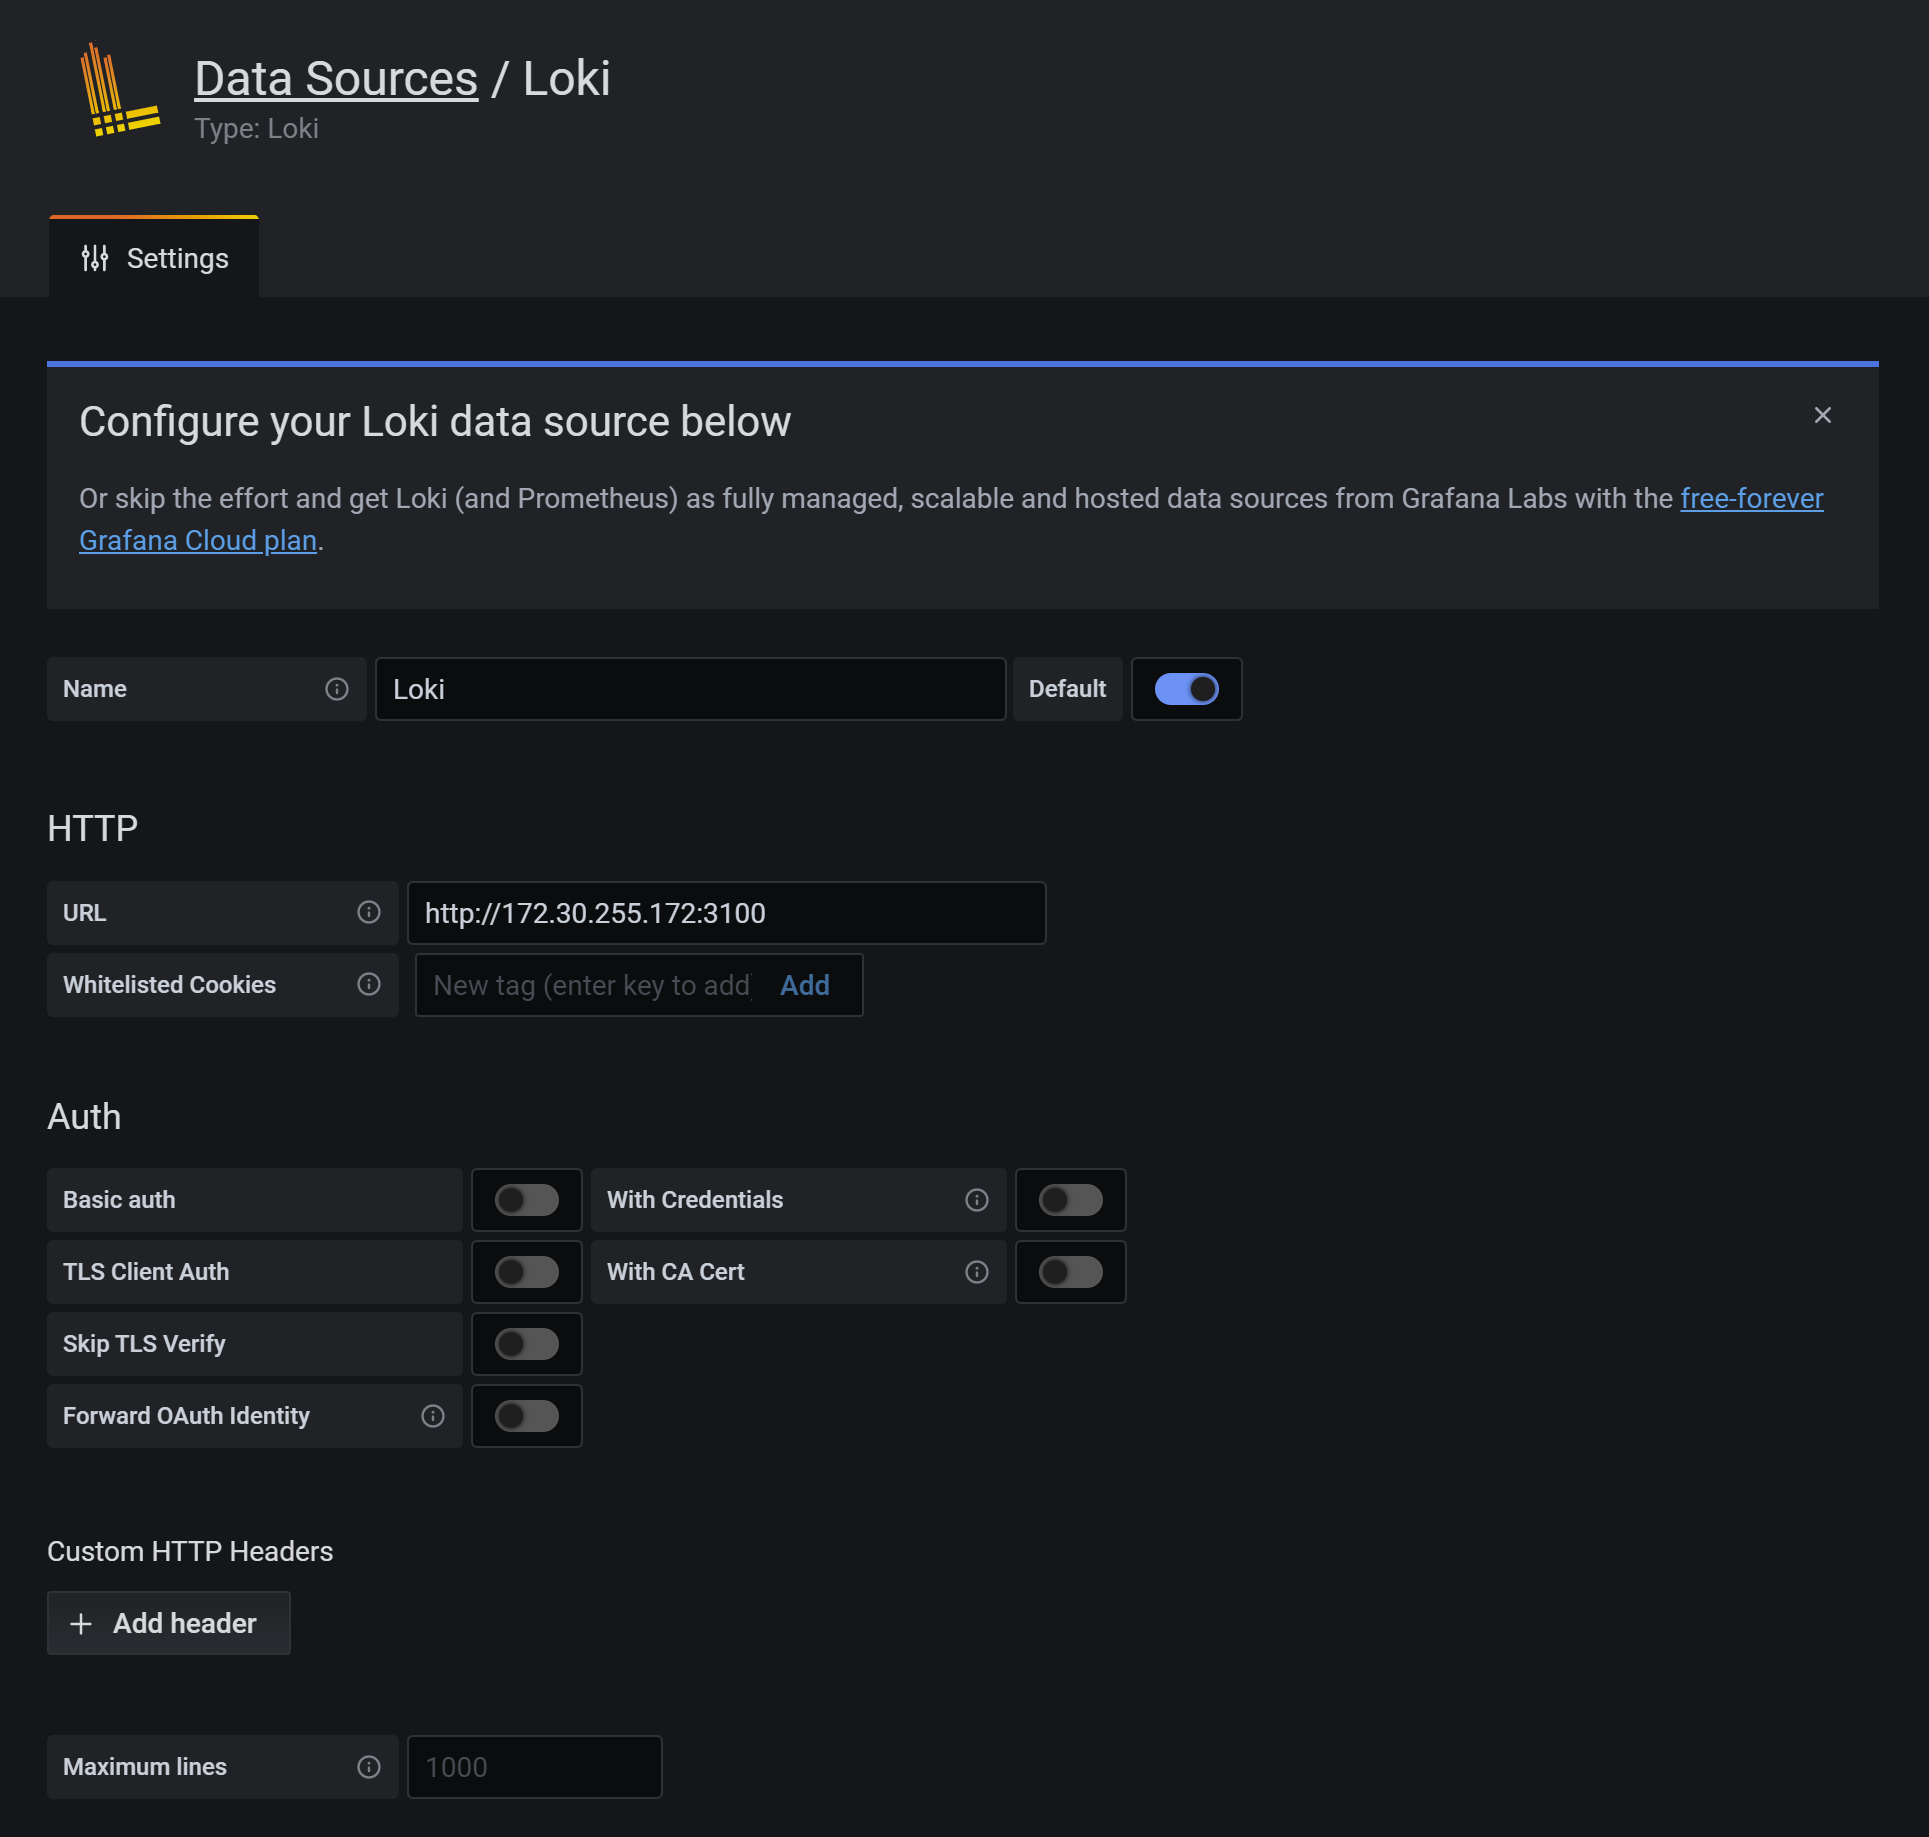 Data Sources / Loki
Type: Loki
Settings
Configure your Loki data source below
Or skip the effort and get Loki (and Prometheus) as fully managed, scalable and hosted data sources from Grafana Labs with the free-forever
Grafana Cloud plan.
Name Loki Default
HTTP
URL http://172.30.255.172:3100
Whitelisted Cookies New tag (enter key to add) Add
Auth
Basic auth With Credentials
TLS Client Auth With CA Cert
Skip TLS Verify
Forward OAuth Identity
Custom HTTP Headers
+ Add header
Maximum lines 1000